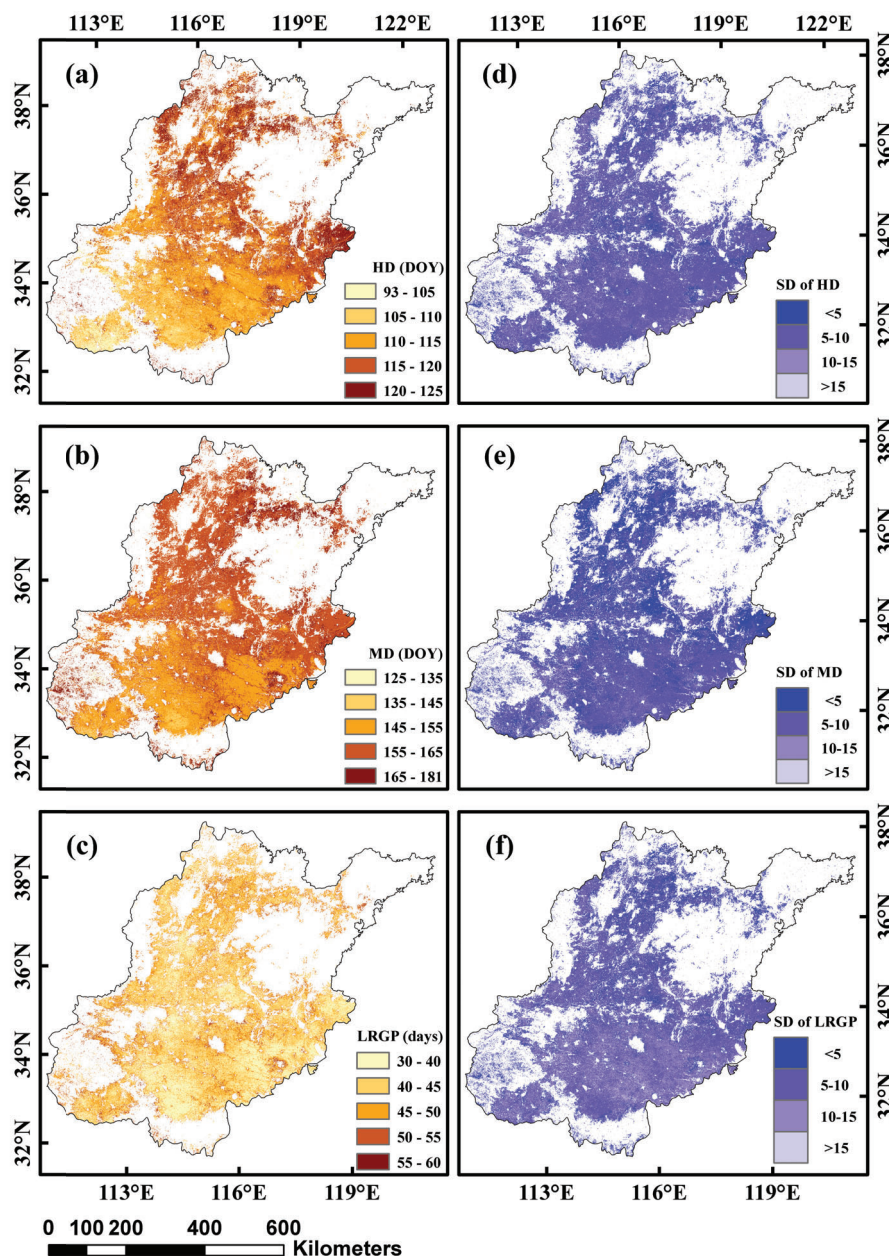 113°E 116°E 119°E 122°E
113°E 116°E 119°E 122°E
(a)
38°N
36°N
34°N
32°N
HD (DOY)
93 - 105
105 - 110
110 - 115
115 - 120
120 - 125
(d)
38°N
36°N
34°N
32°N
SD of HD
<5
5-10
10-15
>15
(b)
38°N
36°N
34°N
32°N
MD (DOY)
125 - 135
135 - 145
145 - 155
155 - 165
165 - 181
(e)
38°N
36°N
34°N
32°N
SD of MD
<5
5-10
10-15
>15
(c)
38°N
36°N
34°N
32°N
LRGP (days)
30 - 40
40 - 45
45 - 50
50 - 55
55 - 60
(f)
38°N
36°N
34°N
32°N
SD of LRGP
<5
5-10
10-15
>15
113°E 116°E 119°E
113°E 116°E 119°E
0 100 200 400 600
Kilometers